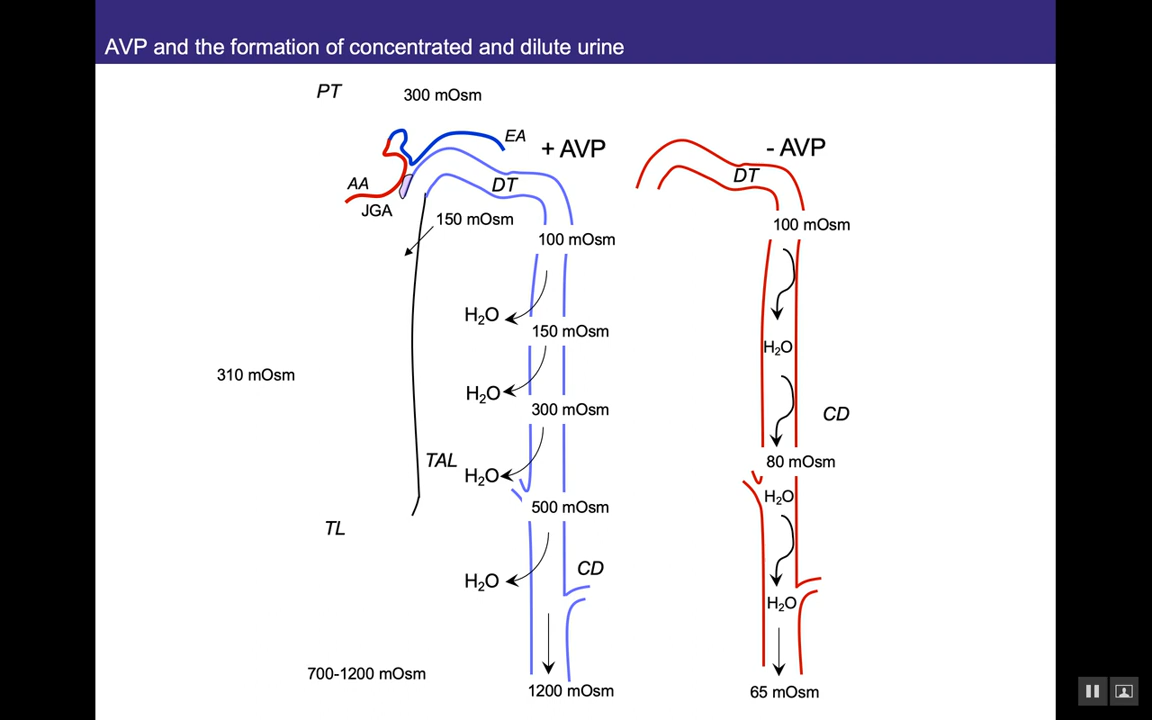 AVP and the formation of concentrated and dilute urine
PT
300 mOsm
EA
+ AVP
- AVP
AA
DT
DT
JGA
150 mOsm
100 mOsm
100 mOsm
H₂O
150 mOsm
H₂O
310 mOsm
H₂O
300 mOsm
CD
TAL
H₂O
80 mOsm
H₂O
500 mOsm
TL
CD
H₂O
H₂O
700-1200 mOsm
1200 mOsm
65 mOsm